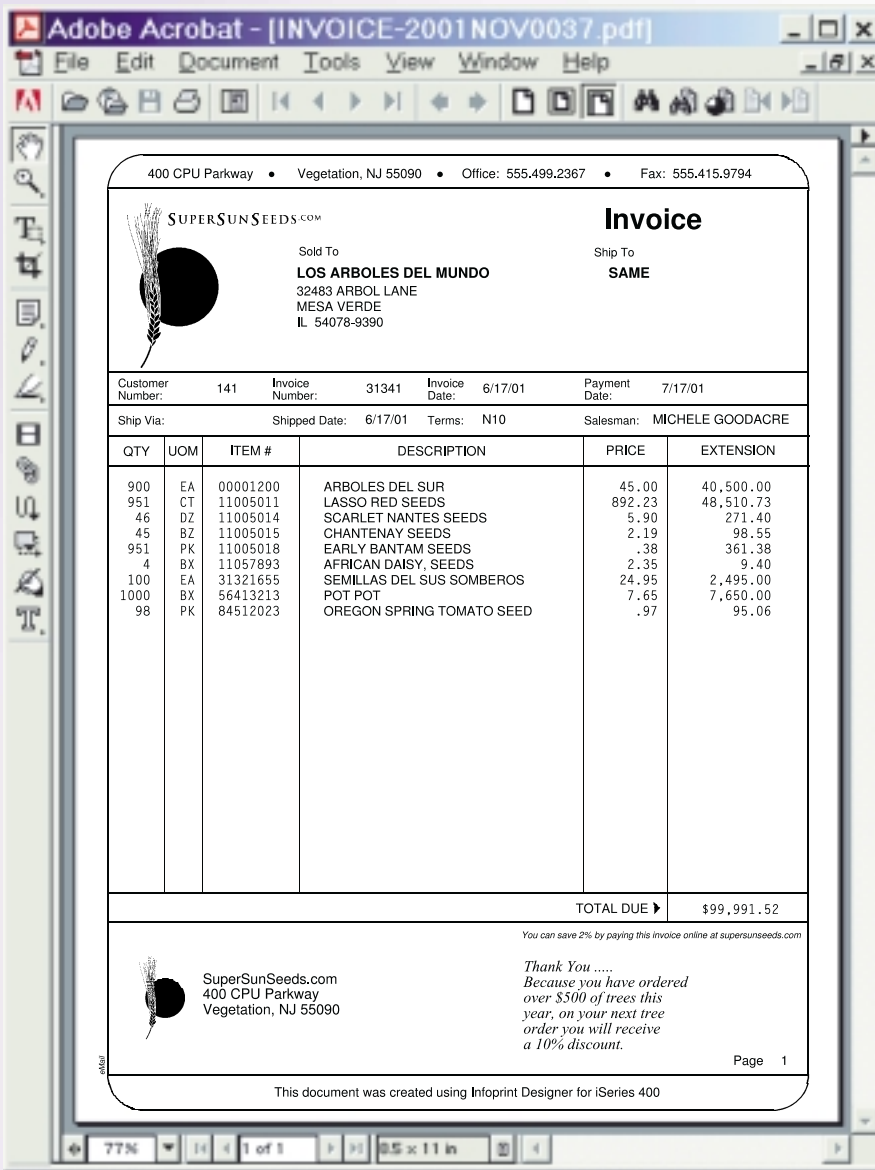 Adobe Acrobat - [INVOICE-2001NOV0037.pdf]
File Edit Document Tools View Window Help
400 CPU Parkway • Vegetation, NJ 55090 • Office: 555.499.2367 • Fax: 555.415.9794
SUPERSUNSEEDS.COM
Invoice
Sold To
Ship To
LOS ARBOLES DEL MUNDO
SAME
32483 ARBOL LANE
MESA VERDE
IL 54078-9390
Customer Number: 141 Invoice Number: 31341 Invoice Date: 6/17/01 Payment Date: 7/17/01
Ship Via: Shipped Date: 6/17/01 Terms: N10 Salesman: MICHELE GOODACRE
QTY UOM ITEM # DESCRIPTION PRICE EXTENSION
900 EA 00001200 ARBOLES DEL SUR 45.00 40,500.00
951 CT 11005011 LASSO RED SEEDS 892.23 48,510.73
46 DZ 11005014 SCARLET NANTES SEEDS 5.90 271.40
45 BZ 11005015 CHANTENAY SEEDS 2.19 98.55
951 PK 11005018 EARLY BANTAM SEEDS .38 361.38
4 BX 11057893 AFRICAN DAISY, SEEDS 2.35 9.40
100 EA 31321655 SEMILLAS DEL SUS SOMBEROS 24.95 2,495.00
1000 BX 56413213 POT POT 7.65 7,650.00
98 PK 84512023 OREGON SPRING TOMATO SEED .97 95.06
TOTAL DUE $99,991.52
You can save 2% by paying this invoice online at supersunseeds.com
SuperSunSeeds.com
400 CPU Parkway
Vegetation, NJ 55090
Thank You .....
Because you have ordered
over $500 of trees this
year, on your next tree
order you will receive
a 10% discount.
eMail
Page 1
This document was created using Infoprint Designer for iSeries 400
77% 1 of 1 8.5 x 11 in